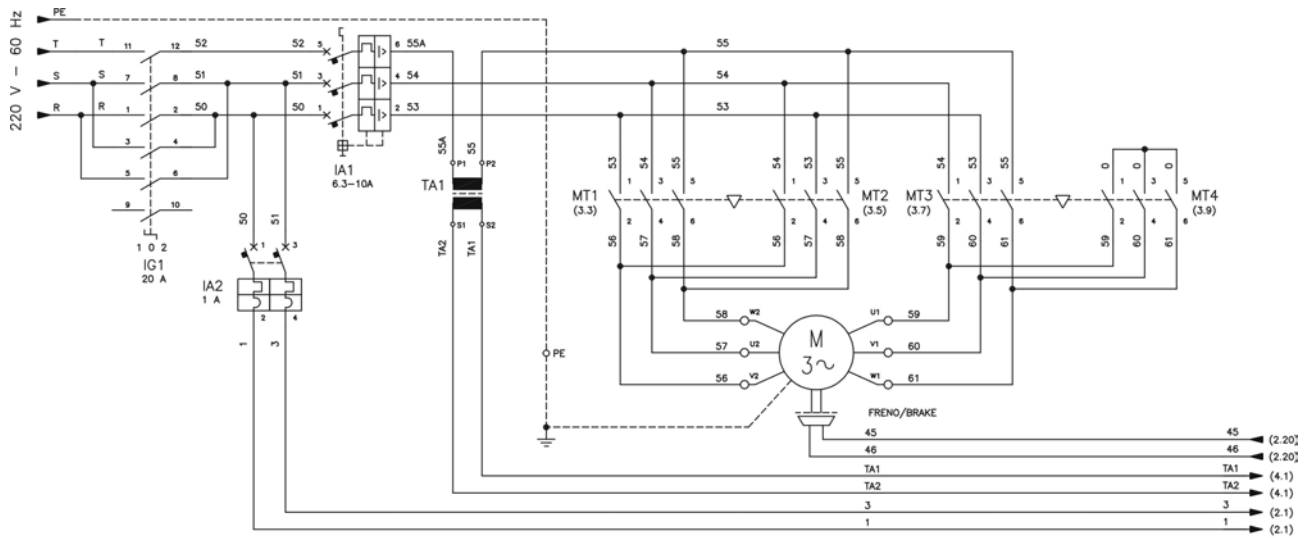 220 V – 60 Hz
PE
T T 11 12 52 52 5 6 55A 55
S S 7 8 51 51 3 4 54 54
R R 1 2 50 50 1 2 53 53
3 4
5 6
9 10
1 0 2
IG1
20 A
IA1
6.3–10A
50 51
1 3
IA2
1 A
2 4
1 3
55A 55
P1 P2
TA1
S1 S2
TA2 TA1
53 54 55 54 53 55 54 53 55 0 0 0
1 3 5 1 3 5 1 3 5 1 3 5
MT1
(3.3)
MT2
(3.5)
MT3
(3.7)
MT4
(3.9)
2 4 6 2 4 6 2 4 6 2 4 6
56 57 58 56 57 58 59 60 61 59 60 61
58 W2 U1 59
57 U2 V1 60
56 V2 W1 61
M
3~
PE
FRENO/BRAKE
45 45 (2.20)
46 46 (2.20)
TA1 TA1 (4.1)
TA2 TA2 (4.1)
3 3 (2.1)
1 1 (2.1)